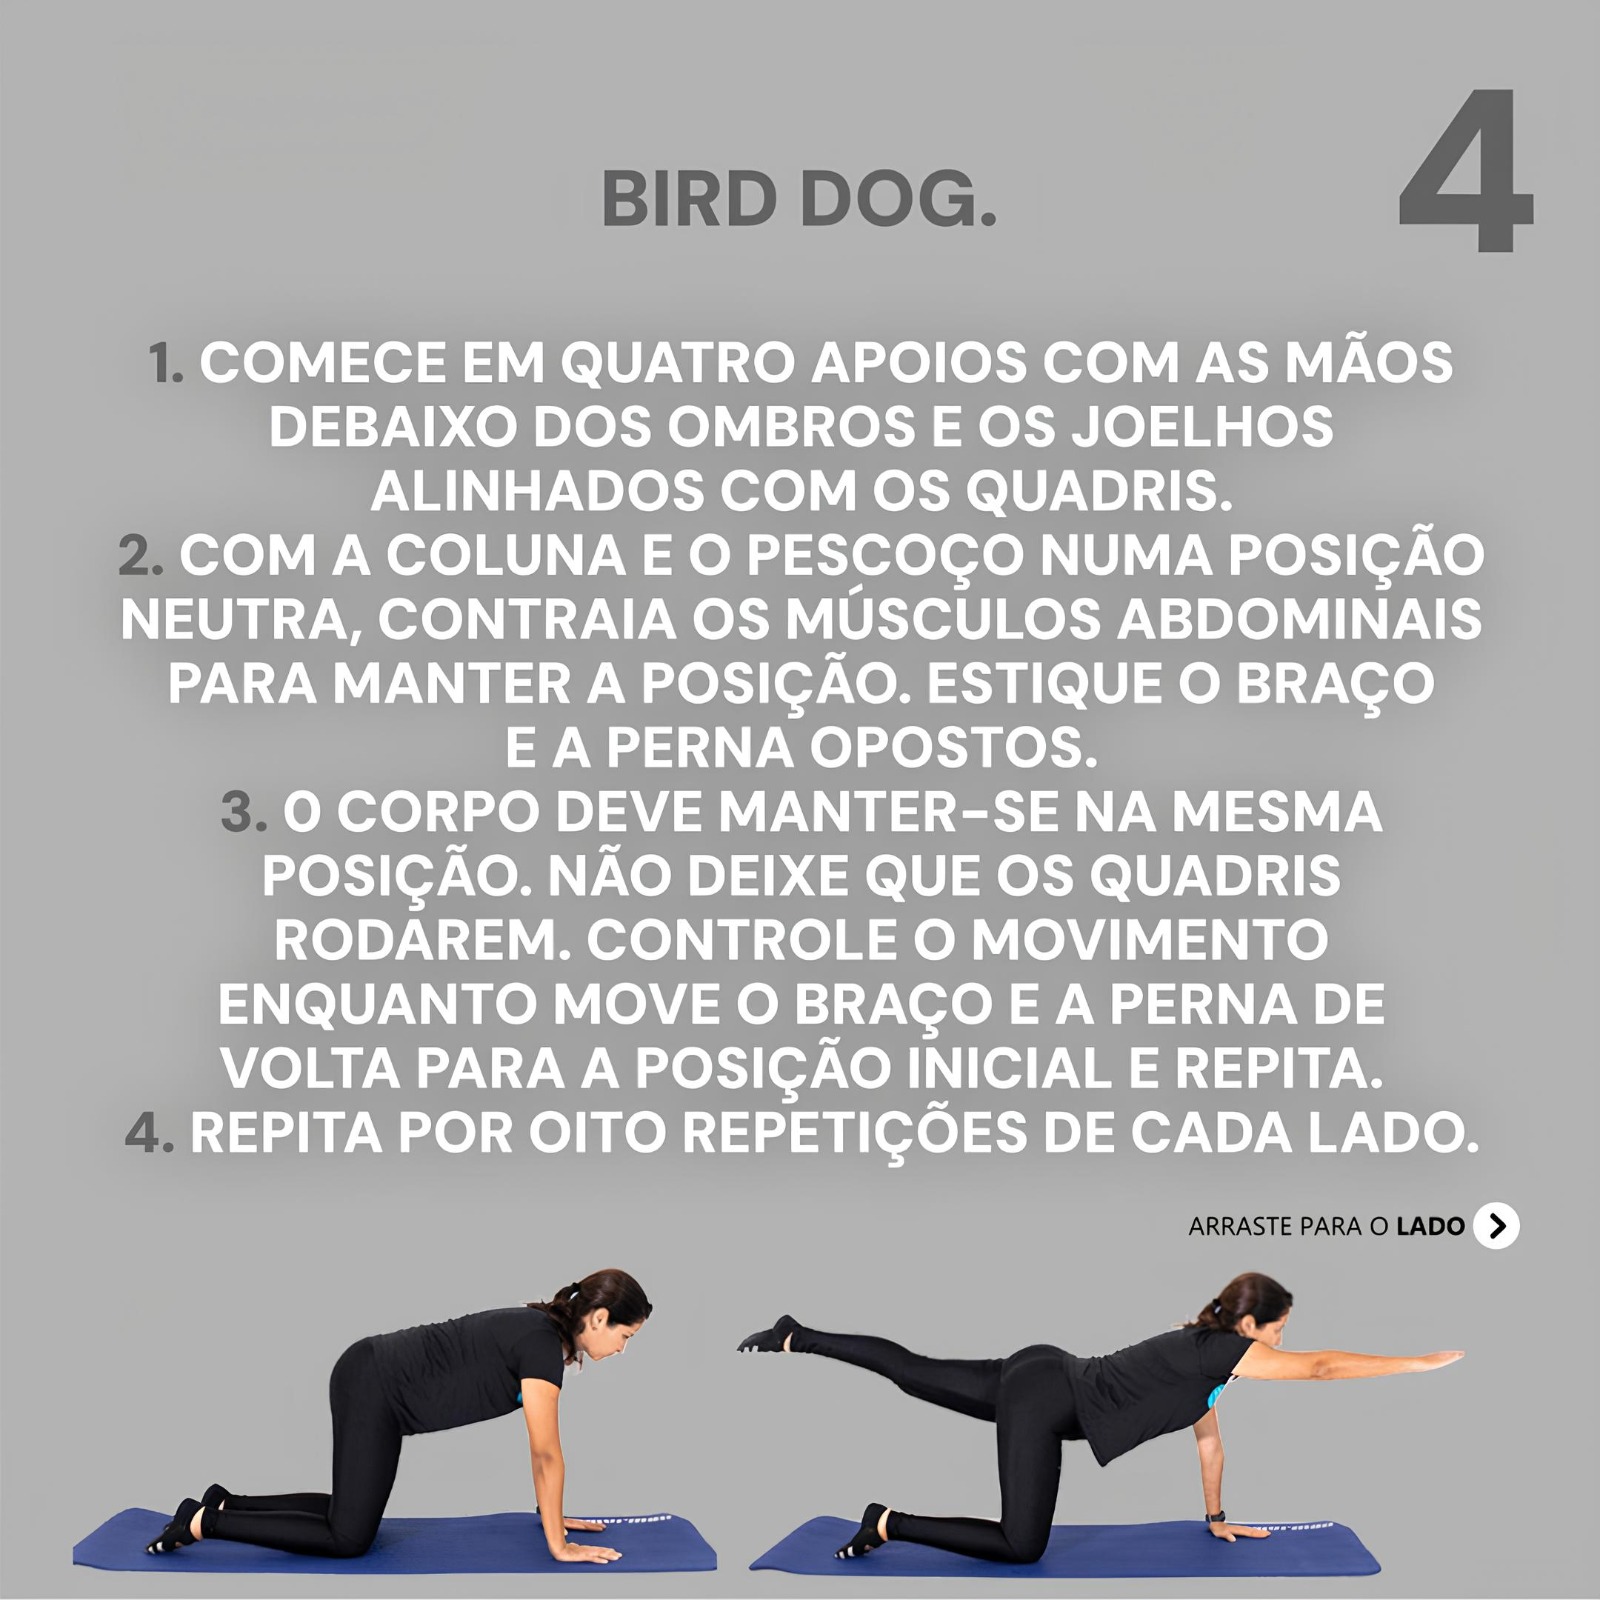 4
BIRD DOG.
1. COMECE EM QUATRO APOIOS COM AS MÃOS
DEBAIXO DOS OMBROS E OS JOELHOS
ALINHADOS COM OS QUADRIS.
2. COM A COLUNA E O PESCOÇO NUMA POSIÇÃO
NEUTRA, CONTRAIA OS MÚSCULOS ABDOMINAIS
PARA MANTER A POSIÇÃO. ESTIQUE O BRAÇO
E A PERNA OPOSTOS.
3. O CORPO DEVE MANTER-SE NA MESMA
POSIÇÃO. NÃO DEIXE QUE OS QUADRIS
RODAREM. CONTROLE O MOVIMENTO
ENQUANTO MOVE O BRAÇO E A PERNA DE
VOLTA PARA A POSIÇÃO INICIAL E REPITA.
4. REPITA POR OITO REPETIÇÕES DE CADA LADO.
ARRASTE PARA O LADO